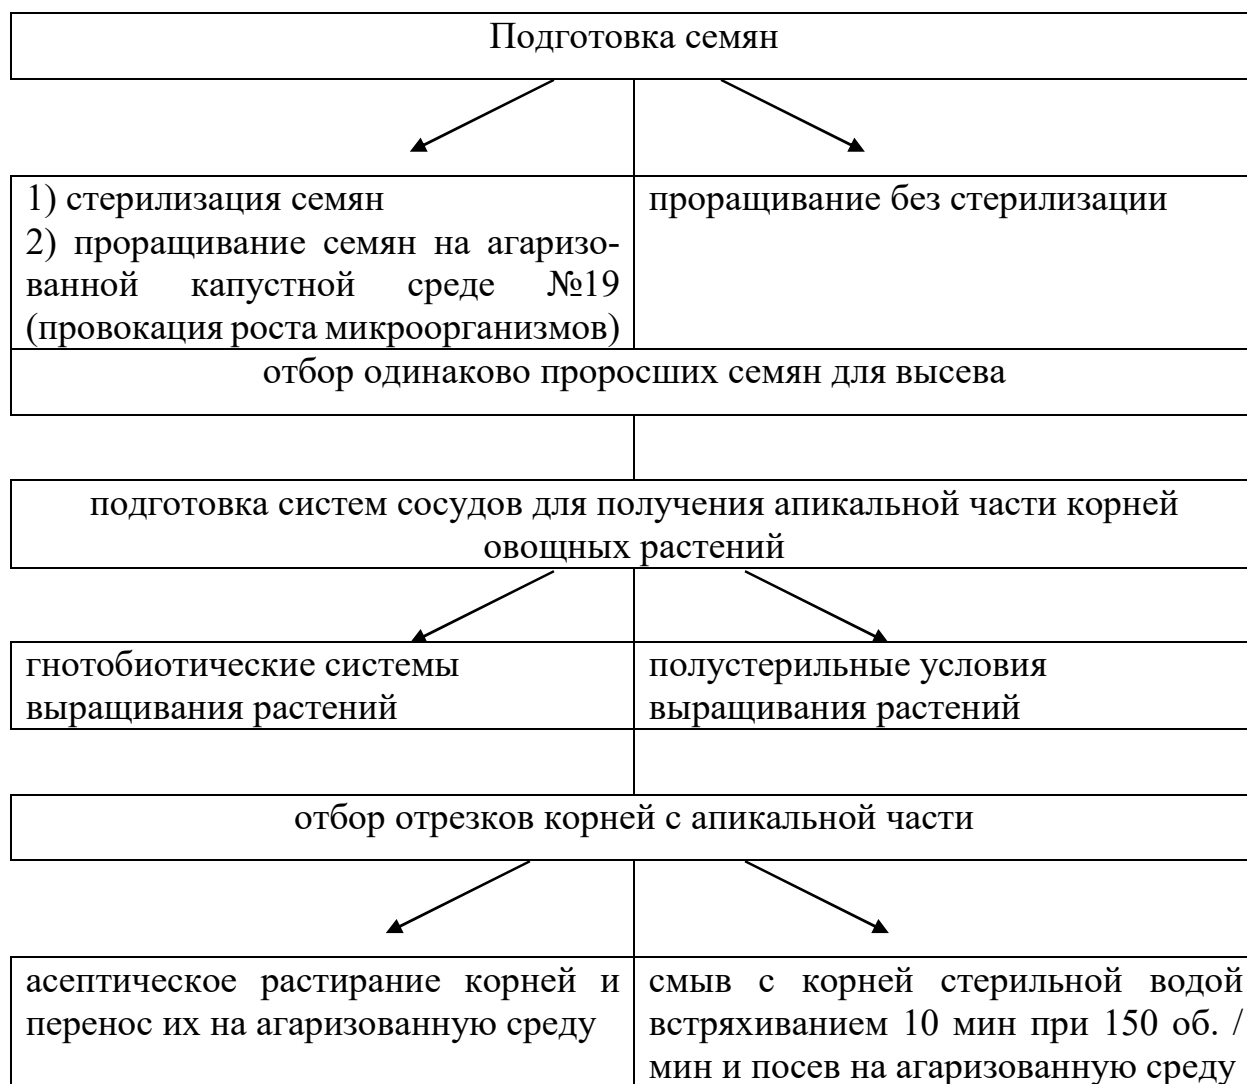 Подготовка семян
1) стерилизация семян
2) проращивание семян на агаризо-
ванной капустной среде №19
(провокация роста микроорганизмов)
проращивание без стерилизации
отбор одинаково проросших семян для высева
подготовка систем сосудов для получения апикальной части корней
овощных растений
гнотобиотические системы
выращивания растений
полустерильные условия
выращивания растений
отбор отрезков корней с апикальной части
асептическое растирание корней и
перенос их на агаризованную среду
смыв с корней стерильной водой
встряхиванием 10 мин при 150 об. /
мин и посев на агаризованную среду